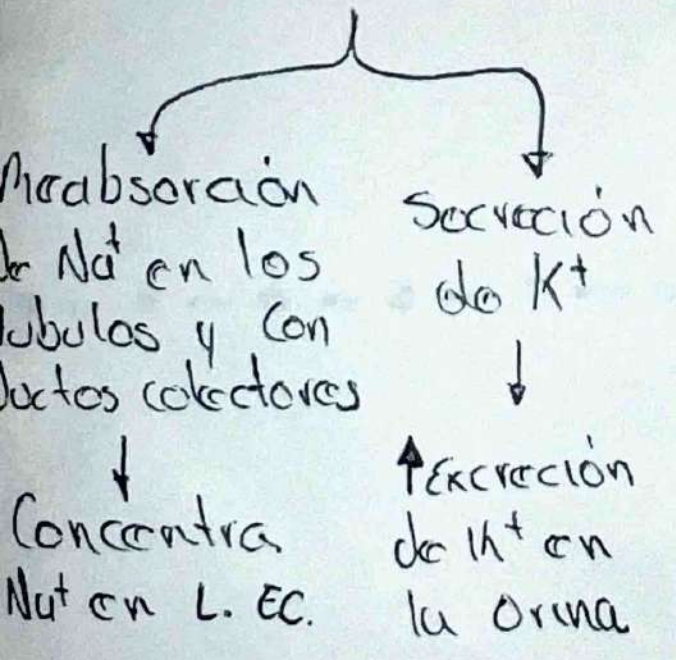 Reabsorción
de Na+ en los
tubulos y con
ductos colectores
↓
Concentra
Na+ en L. EC.
Secreción
de K+
↓
↑Excreción
de K+ en
la Orina